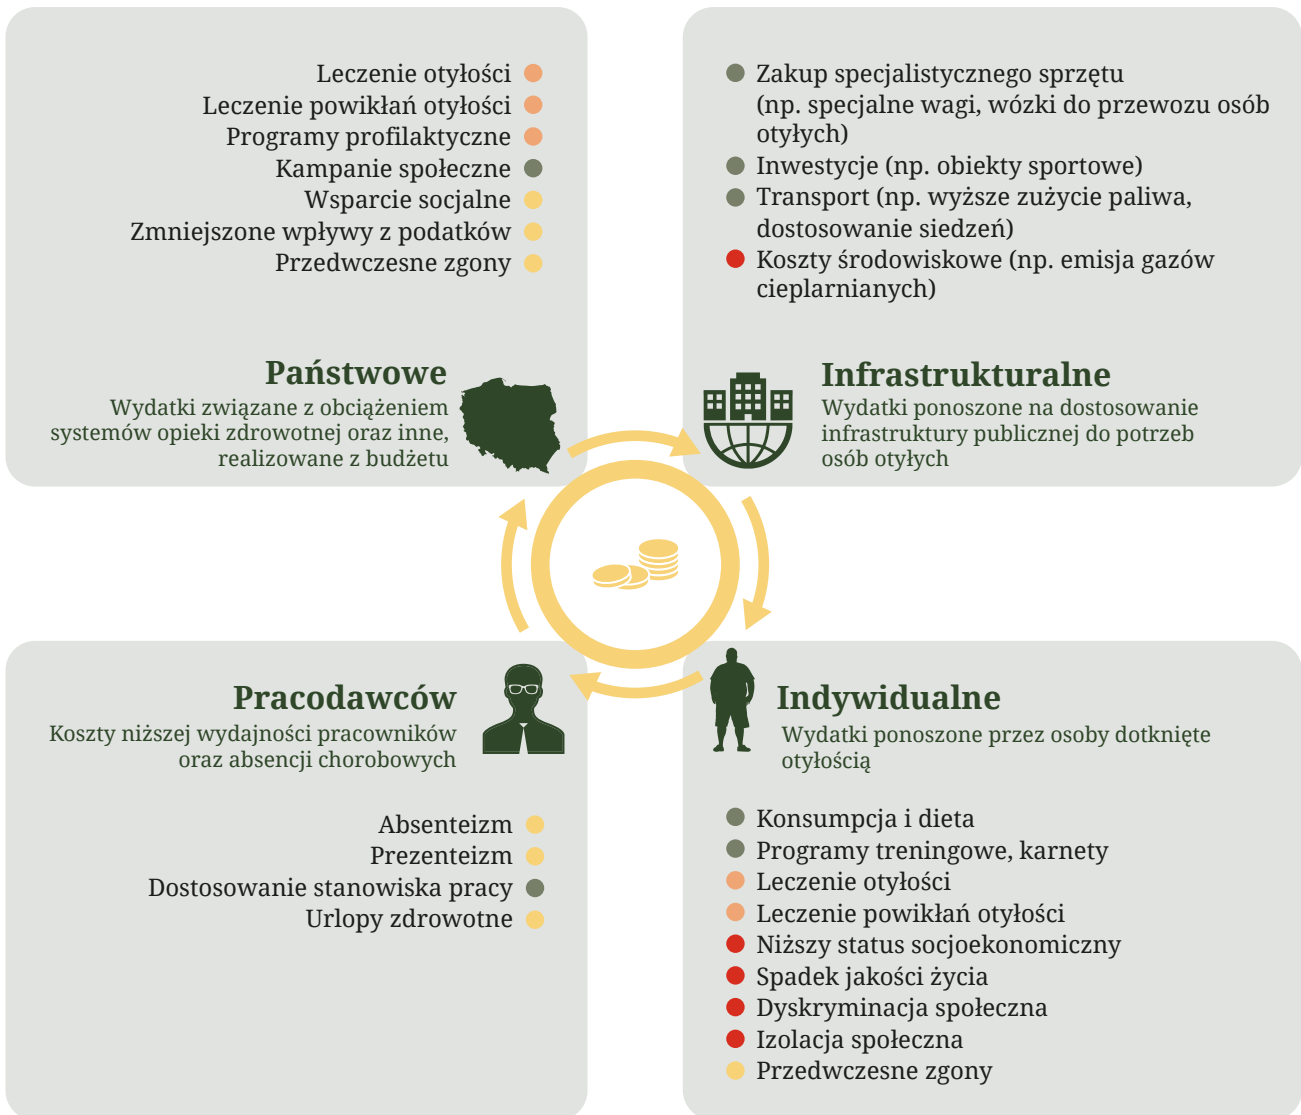 Leczenie otyłości
Leczenie powikłań otyłości
Programy profilaktyczne
Kampanie społeczne
Wsparcie socjalne
Zmniejszone wpływy z podatków
Przedwczesne zgony
Państwowe
Wydatki związane z obciążeniem
systemów opieki zdrowotnej oraz inne,
realizowane z budżetu
Zakup specjalistycznego sprzętu
(np. specjalne wagi, wózki do przewozu osób
otyłych)
Inwestycje (np. obiekty sportowe)
Transport (np. wyższe zużycie paliwa,
dostosowanie siedzeń)
Koszty środowiskowe (np. emisja gazów
cieplarnianych)
Infrastrukturalne
Wydatki ponoszone na dostosowanie
infrastruktury publicznej do potrzeb
osób otyłych
Pracodawców
Koszty niższej wydajności pracowników
oraz absencji chorobowych
Absenteizm
Prezenteizm
Dostosowanie stanowiska pracy
Urlopy zdrowotne
Indywidualne
Wydatki ponoszone przez osoby dotknięte
otyłością
Konsumpcja i dieta
Programy treningowe, karnety
Leczenie otyłości
Leczenie powikłań otyłości
Niższy status socjoekonomiczny
Spadek jakości życia
Dyskryminacja społeczna
Izolacja społeczna
Przedwczesne zgony